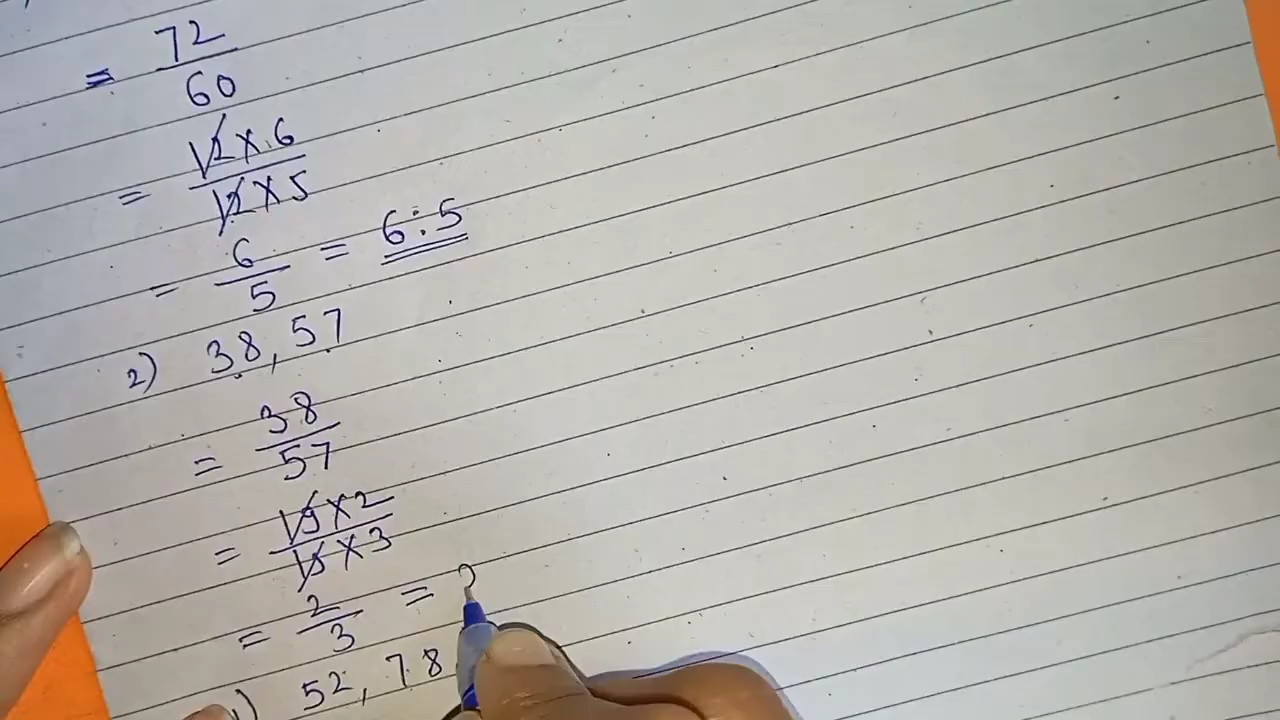 = 72/60
= 12×6/12×5
= 6/5 = 6:5
2) 38, 57
= 38/57
= 19×2/19×3
= 2/3 =
) 52, 78